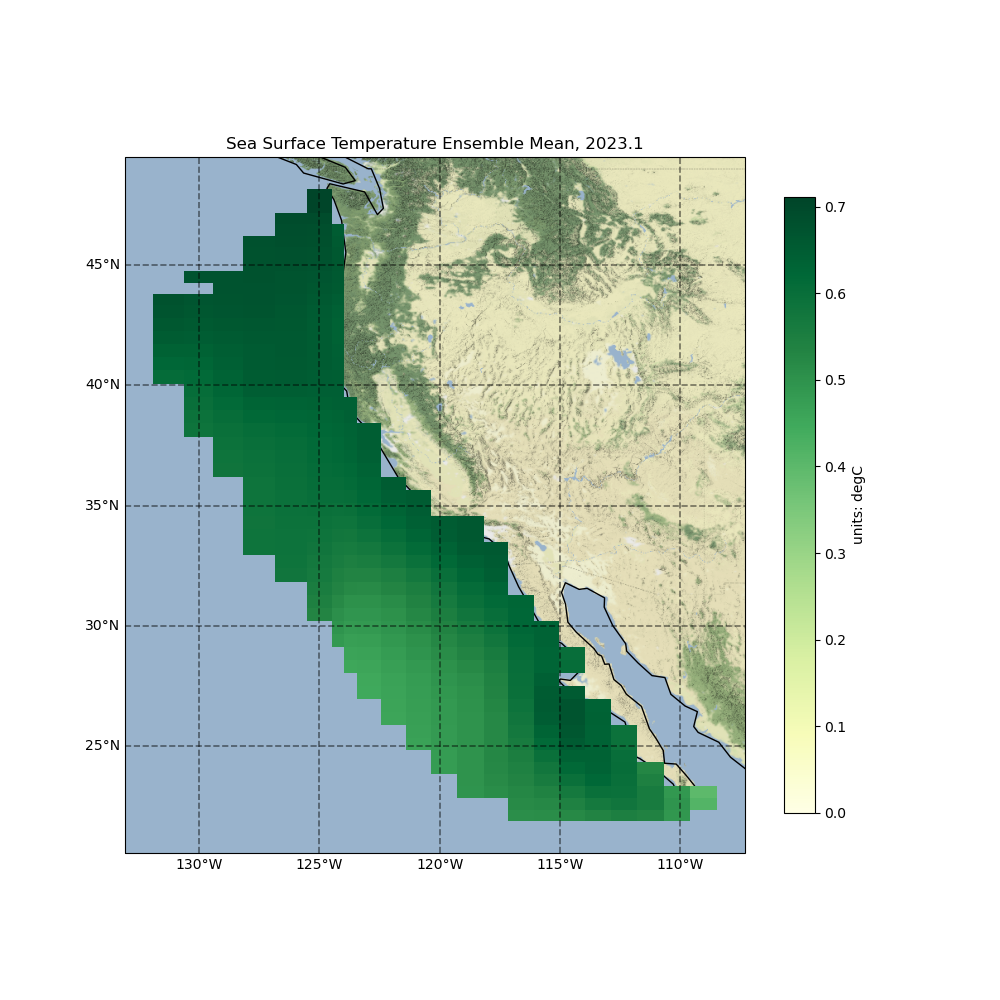 Sea Surface Temperature Ensemble Mean, 2023.1
45°N
40°N
35°N
30°N
25°N
130°W
125°W
120°W
115°W
110°W
0.7
0.6
0.5
0.4
0.3
0.2
0.1
0.0
units: degC